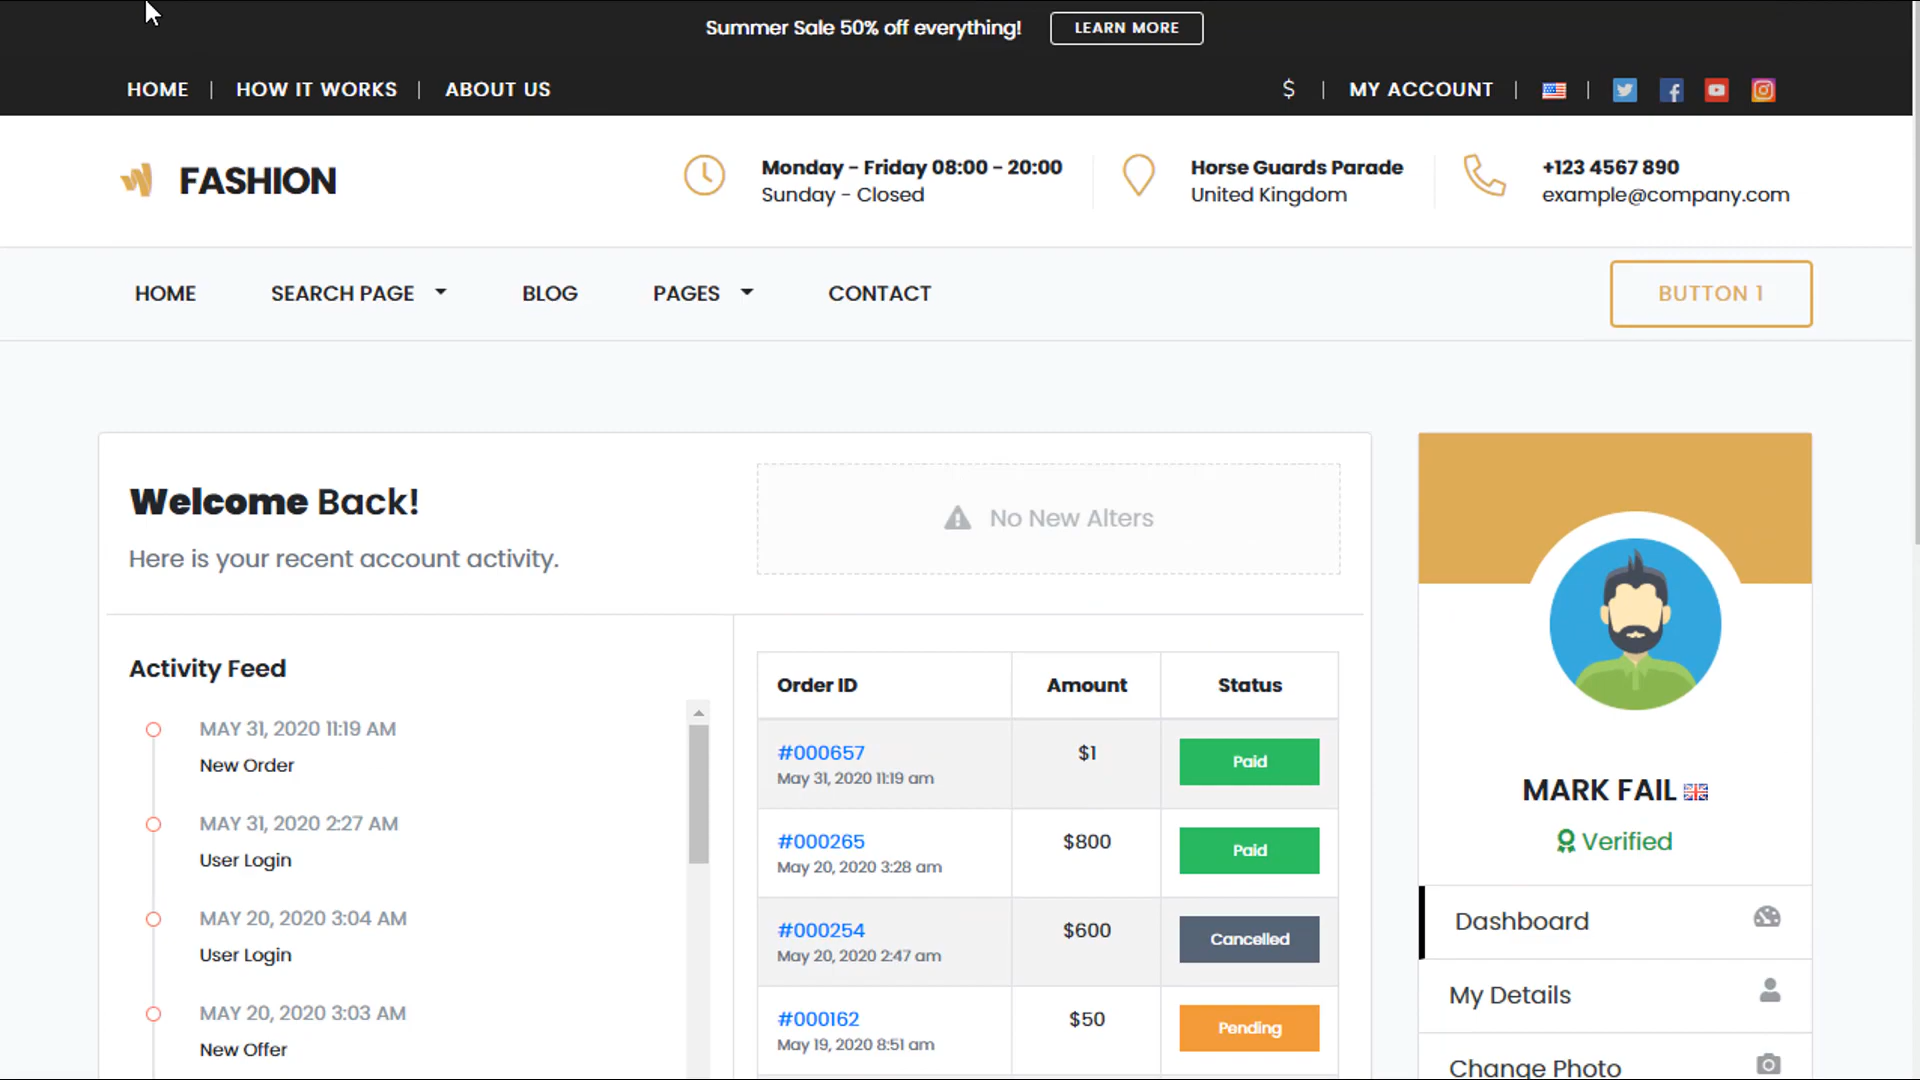 Summer Sale 50% off everything! LEARN MORE
HOME | HOW IT WORKS | ABOUT US $ | MY ACCOUNT | |
FASHION
Monday - Friday 08:00 - 20:00
Sunday - Closed
Horse Guards Parade
United Kingdom
+123 4567 890
example@company.com
HOME SEARCH PAGE BLOG PAGES CONTACT BUTTON 1
Welcome Back!
Here is your recent account activity.
No New Alters
Activity Feed
MAY 31, 2020 11:19 AM
New Order
MAY 31, 2020 2:27 AM
User Login
MAY 20, 2020 3:04 AM
User Login
MAY 20, 2020 3:03 AM
New Offer
Order ID Amount Status
#000657 $1 Paid
May 31, 2020 11:19 am
#000265 $800 Paid
May 20, 2020 3:28 am
#000254 $600 Cancelled
May 20, 2020 2:47 am
#000162 $50 Pending
May 19, 2020 8:51 am
MARK FAIL
Verified
Dashboard
My Details
Change Photo